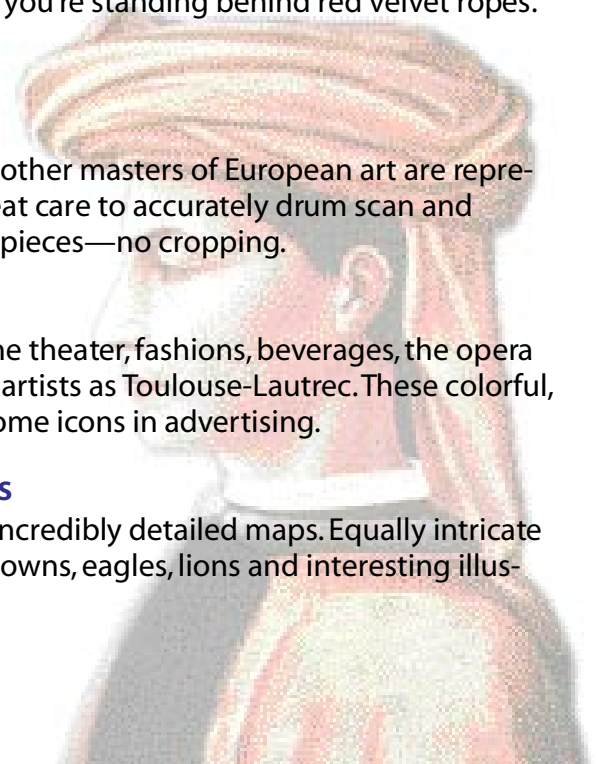 you're standing behind red velvet ropes.
other masters of European art are repre-
eat care to accurately drum scan and
pieces—no cropping.
he theater, fashions, beverages, the opera
artists as Toulouse-Lautrec. These colorful,
ome icons in advertising.
s
ncredibly detailed maps. Equally intricate
owns, eagles, lions and interesting illus-